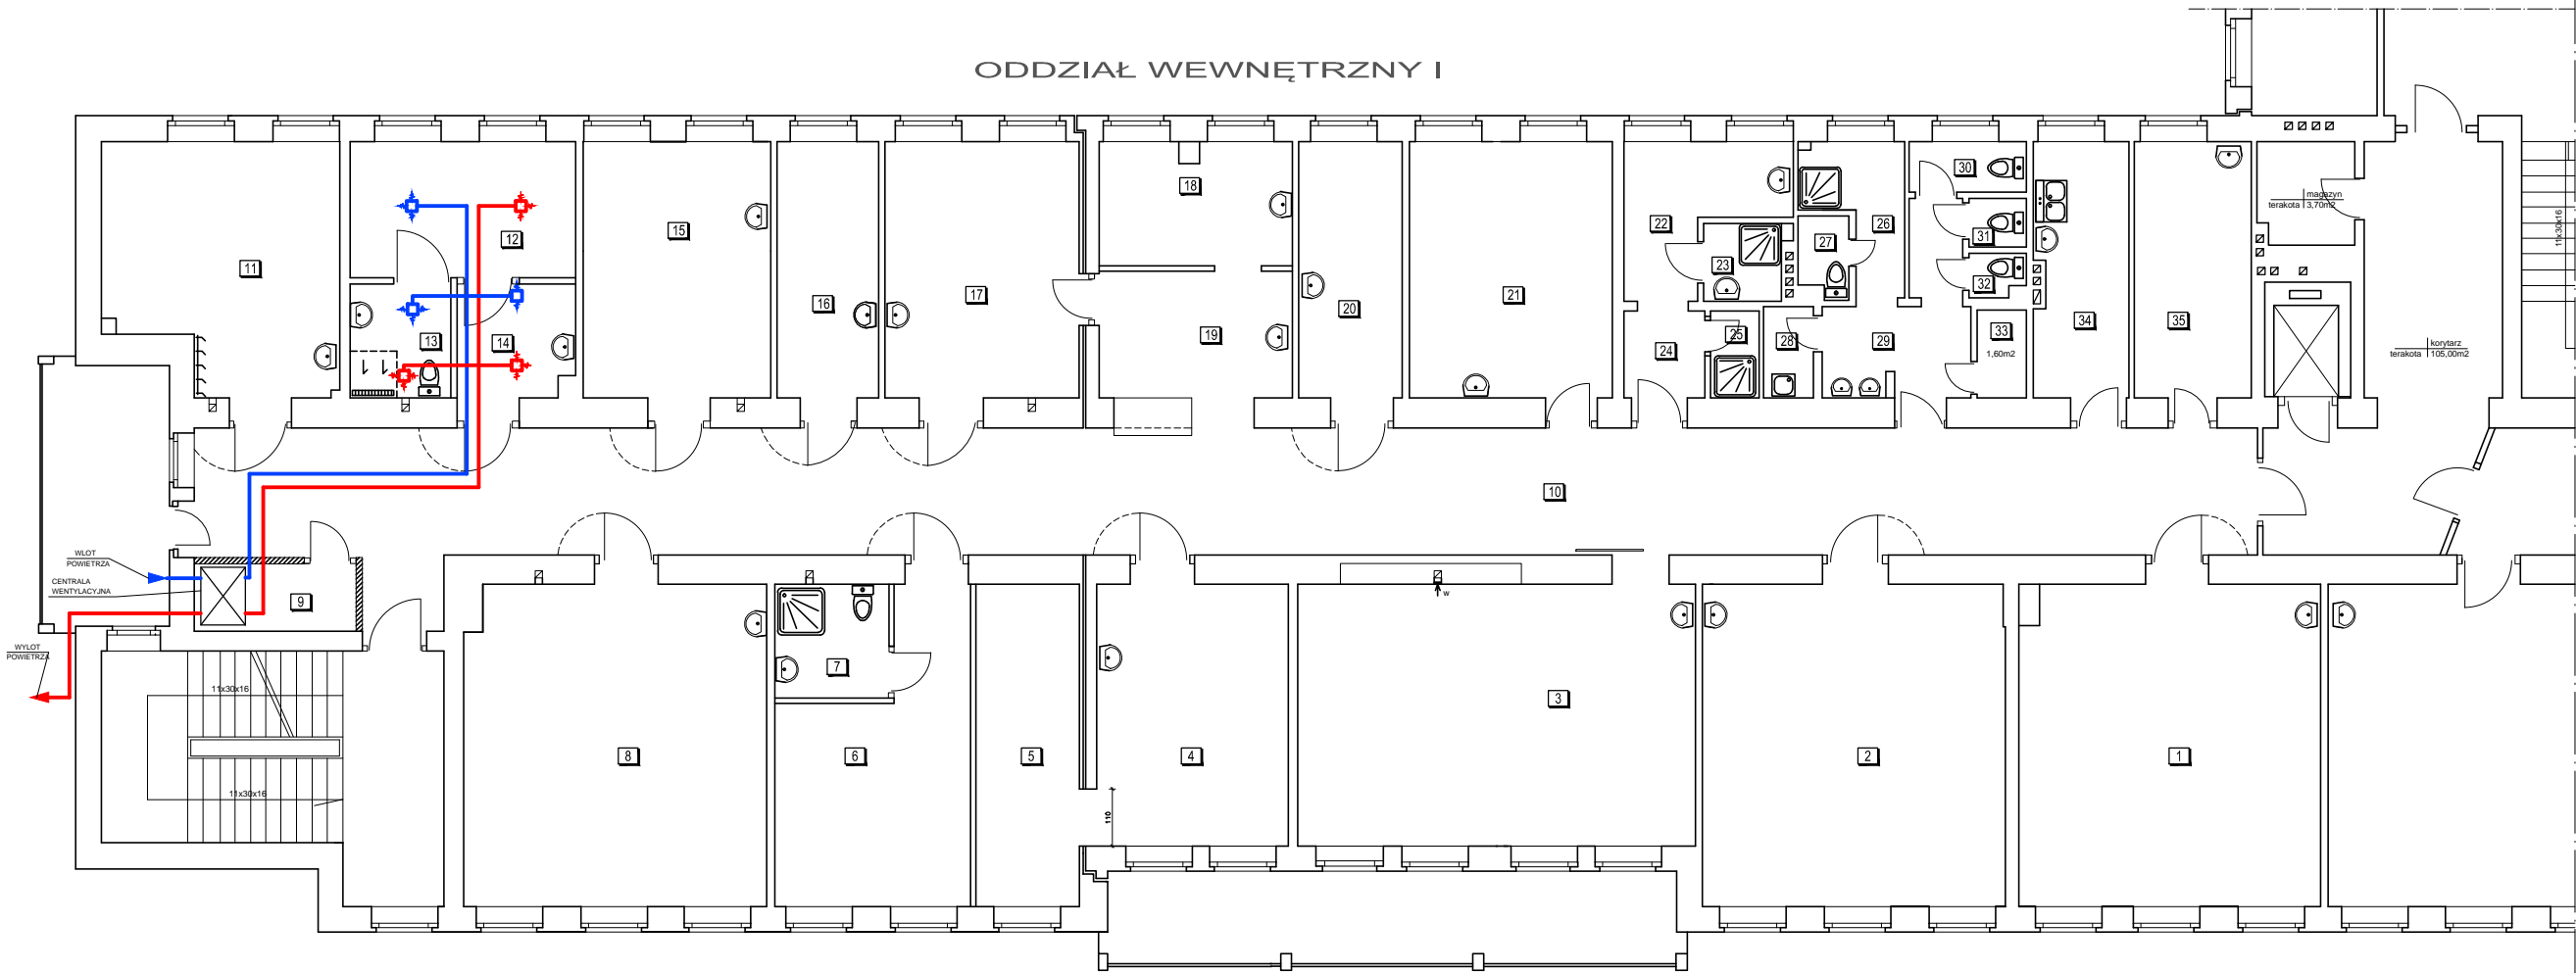 ODDZIAŁ WEWNĘTRZNY I
30
18
magazyn
terakota 3,70m2
12
15
22
26
31
11x30x16
11
27
23
32
17
16
20
21
19
34
35
13
14
25
28
29
33
1,60m2
24
korytarz
terakota 105,00m2
10
WLOT
POWIETRZA
CENTRALA
WENTYLACYJNA
9
w
WYLOT
POWIETRZA
7
11x30x16
3
8
6
5
4
2
1
11x30x16
110